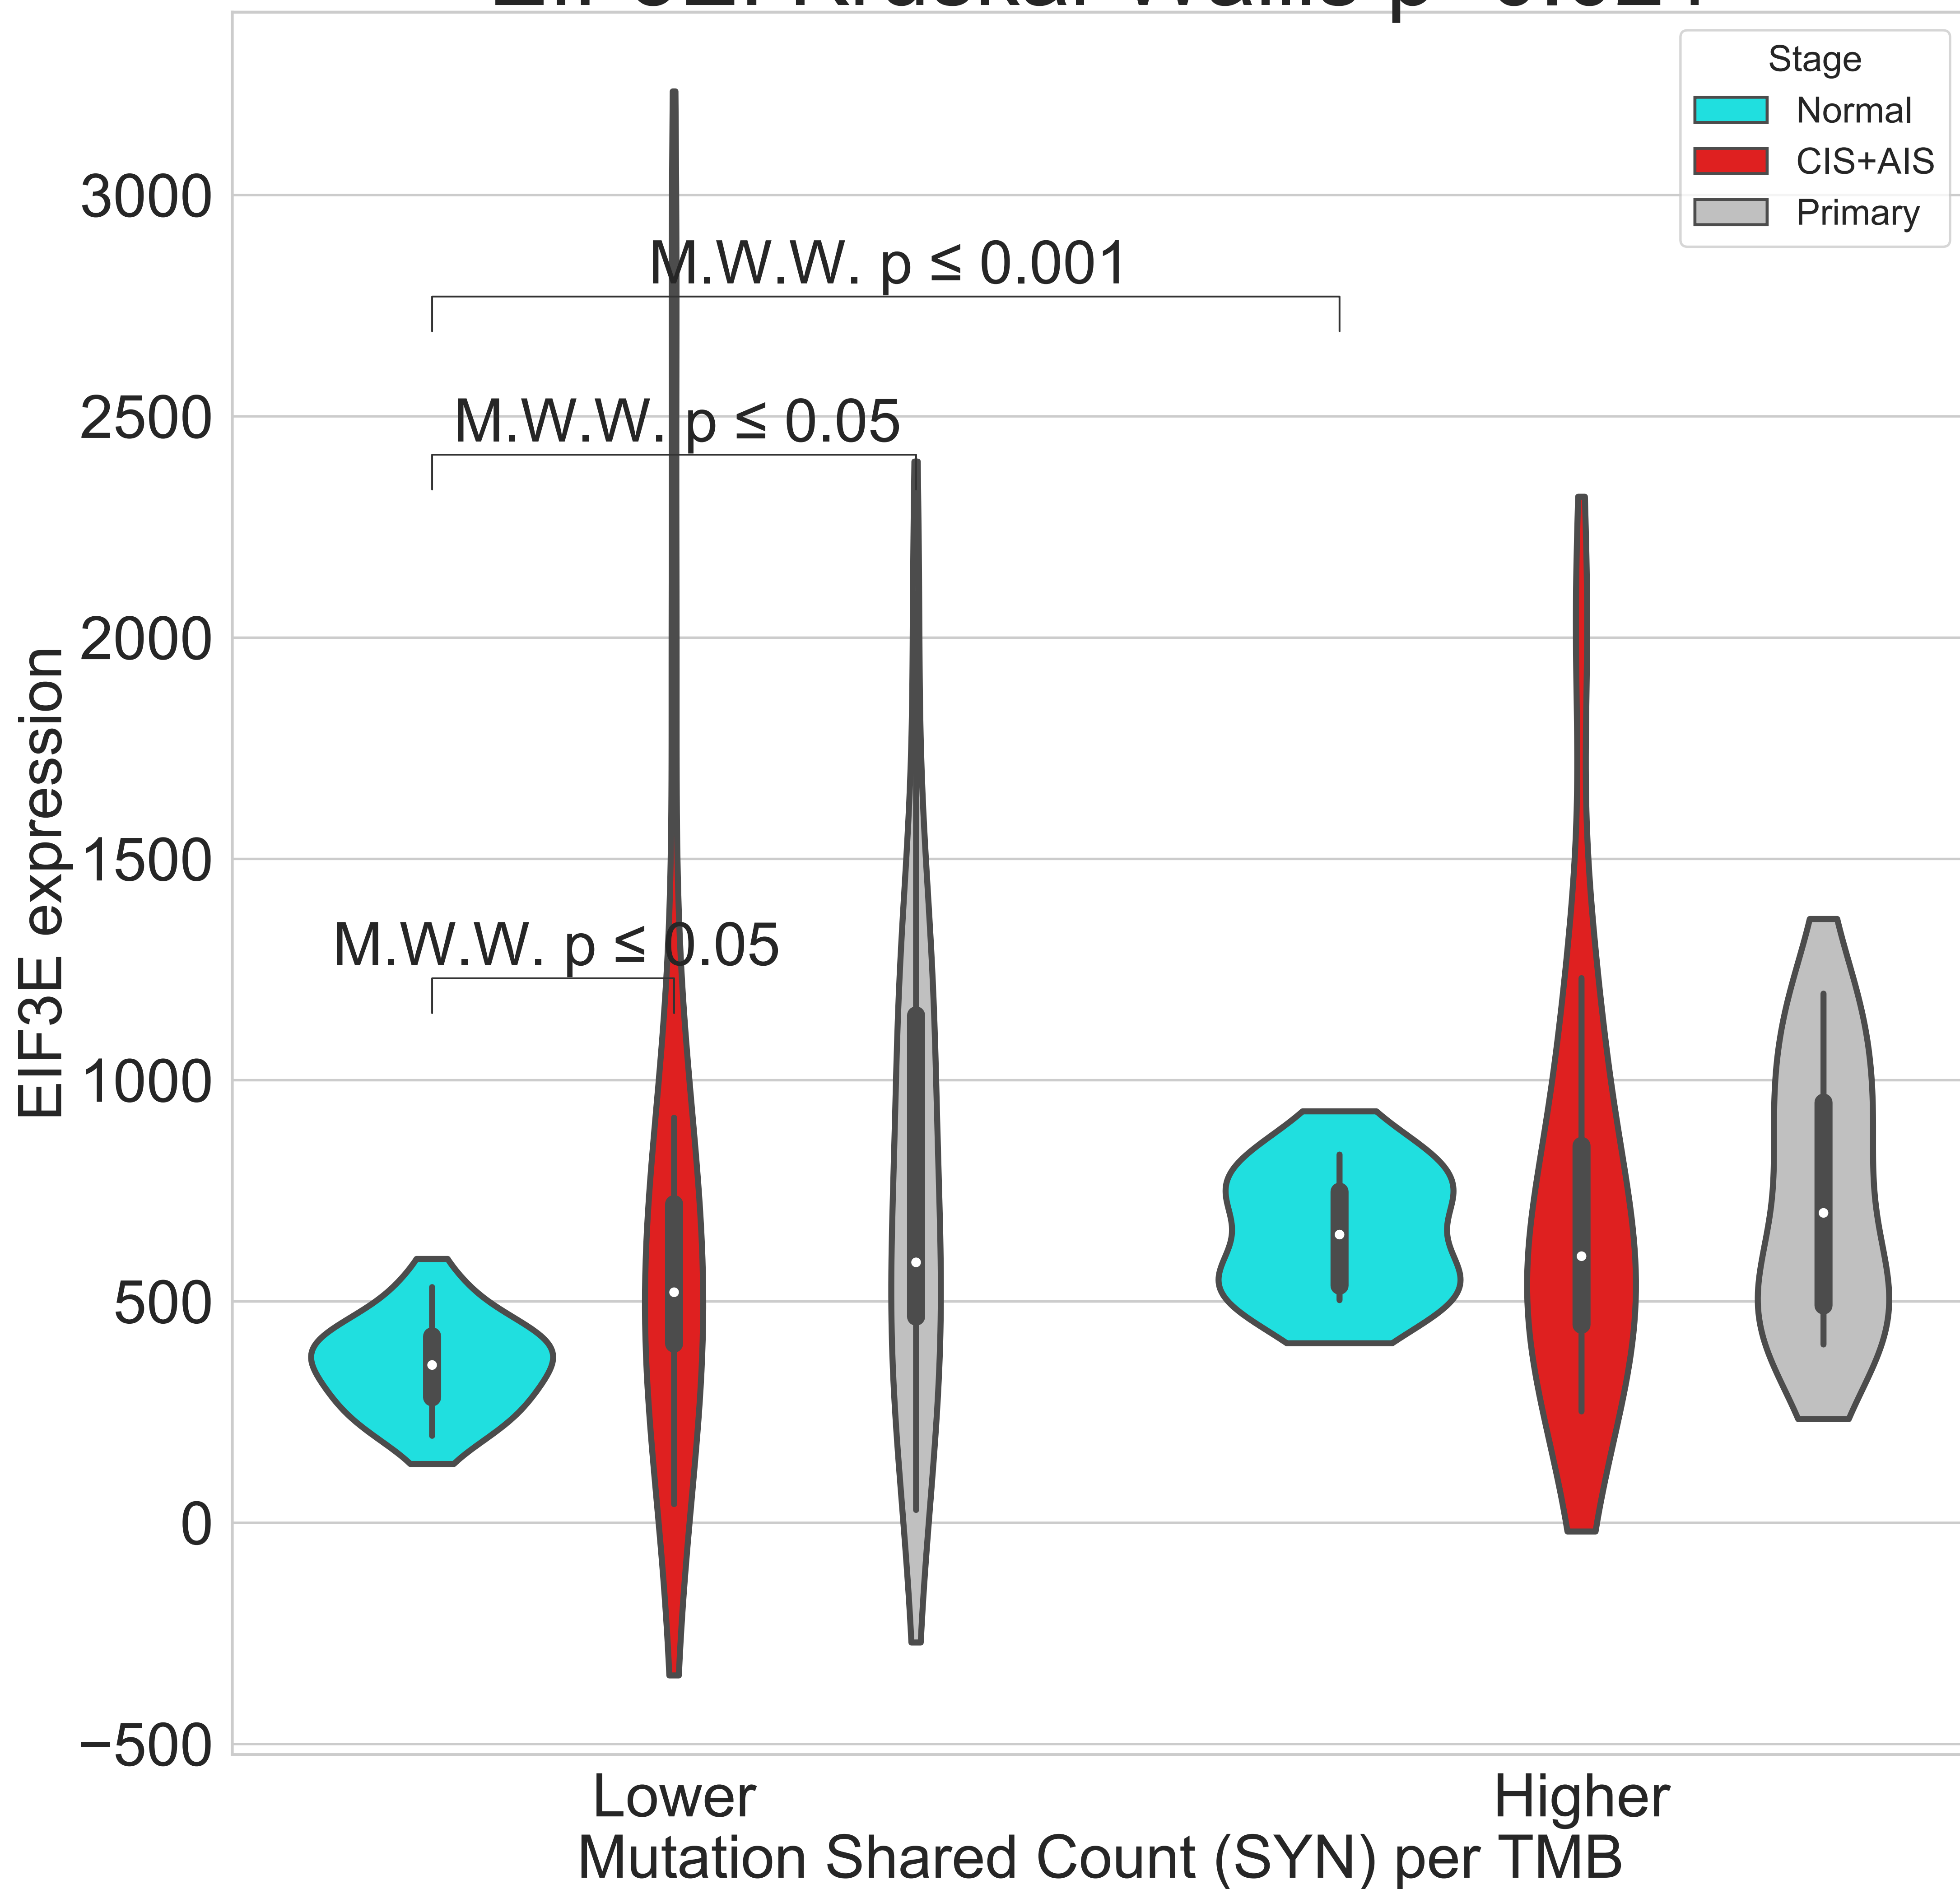 Stage
Normal
CIS+AIS
Primary
3000
2500
2000
1500
1000
500
0
−500
EIF3E expression
M.W.W. p ≤ 0.001
M.W.W. p ≤ 0.05
M.W.W. p ≤ 0.05
Lower
Higher
Mutation Shared Count (SYN) per TMB